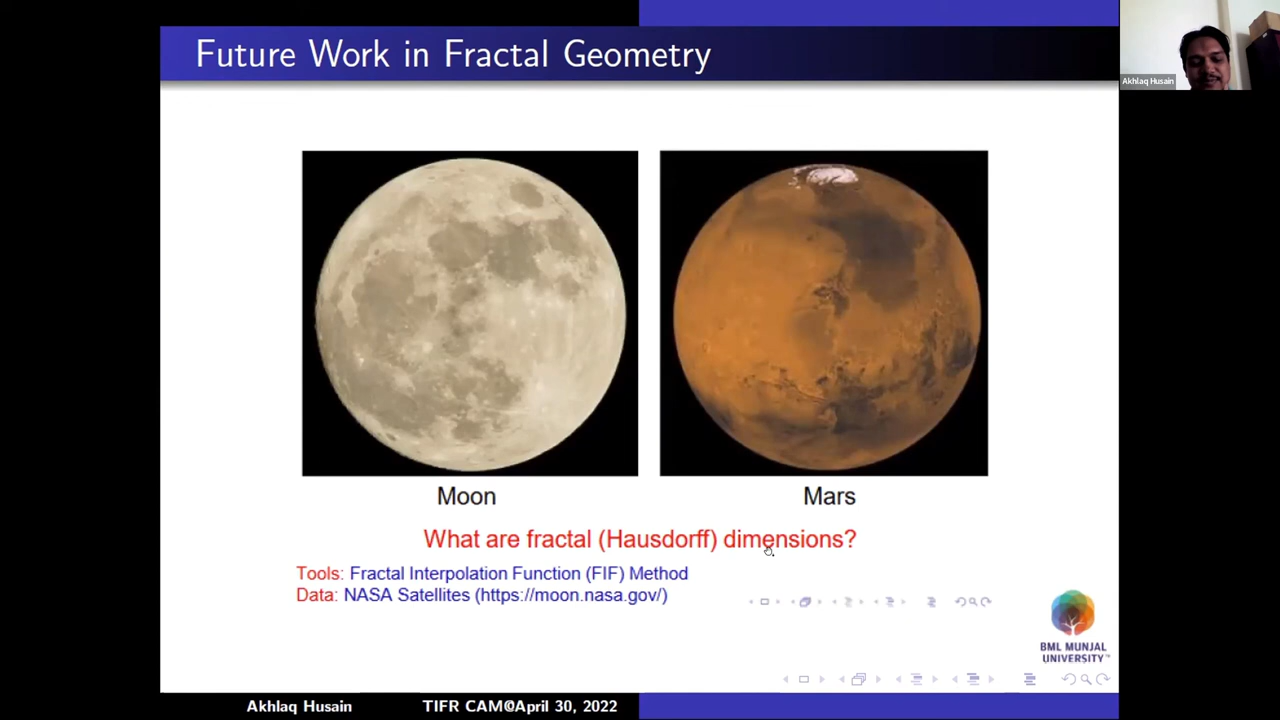 Future Work in Fractal Geometry
Akhlaq Husain
Moon
Mars
What are fractal (Hausdorff) dimensions?
Tools: Fractal Interpolation Function (FIF) Method
Data: NASA Satellites (https://moon.nasa.gov/)
BML MUNJAL
UNIVERSITY™
Akhlaq Husain
TIFR CAM@April 30, 2022